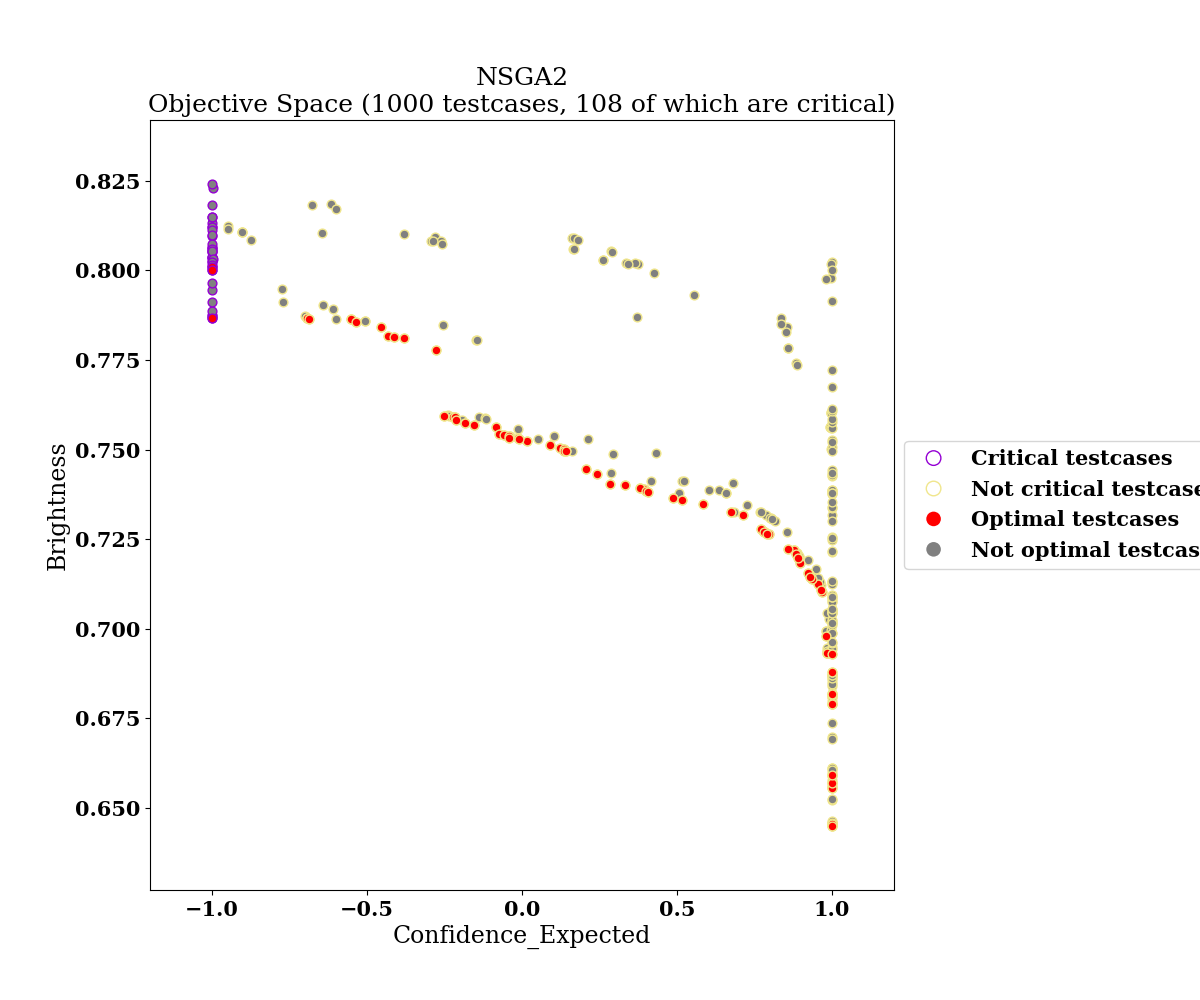 NSGA2
Objective Space (1000 testcases, 108 of which are critical)
0.825
0.800
0.775
0.750
0.725
0.700
0.675
0.650
Brightness
−1.0
−0.5
0.0
0.5
1.0
Confidence_Expected
Critical testcases
Not critical testcase
Optimal testcases
Not optimal testcas